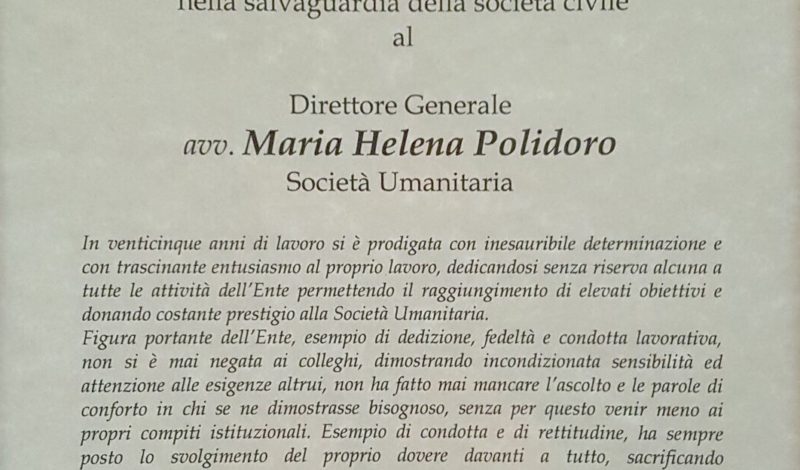 nella salvaguardia della società civile
al
Direttore Generale
avv. Maria Helena Polidoro
Società Umanitaria
In venticinque anni di lavoro si è prodigata con inesauribile determinazione e
con trascinante entusiasmo al proprio lavoro, dedicandosi senza riserva alcuna a
tutte le attività dell'Ente permettendo il raggiungimento di elevati obiettivi e
donando costante prestigio alla Società Umanitaria.
Figura portante dell'Ente, esempio di dedizione, fedeltà e condotta lavorativa,
non si è mai negata ai colleghi, dimostrando incondizionata sensibilità ed
attenzione alle esigenze altrui, non ha fatto mai mancare l'ascolto e le parole di
conforto in chi se ne dimostrasse bisognoso, senza per questo venir meno ai
propri compiti istituzionali. Esempio di condotta e di rettitudine, ha sempre
posto lo svolgimento del proprio dovere davanti a tutto, sacrificando